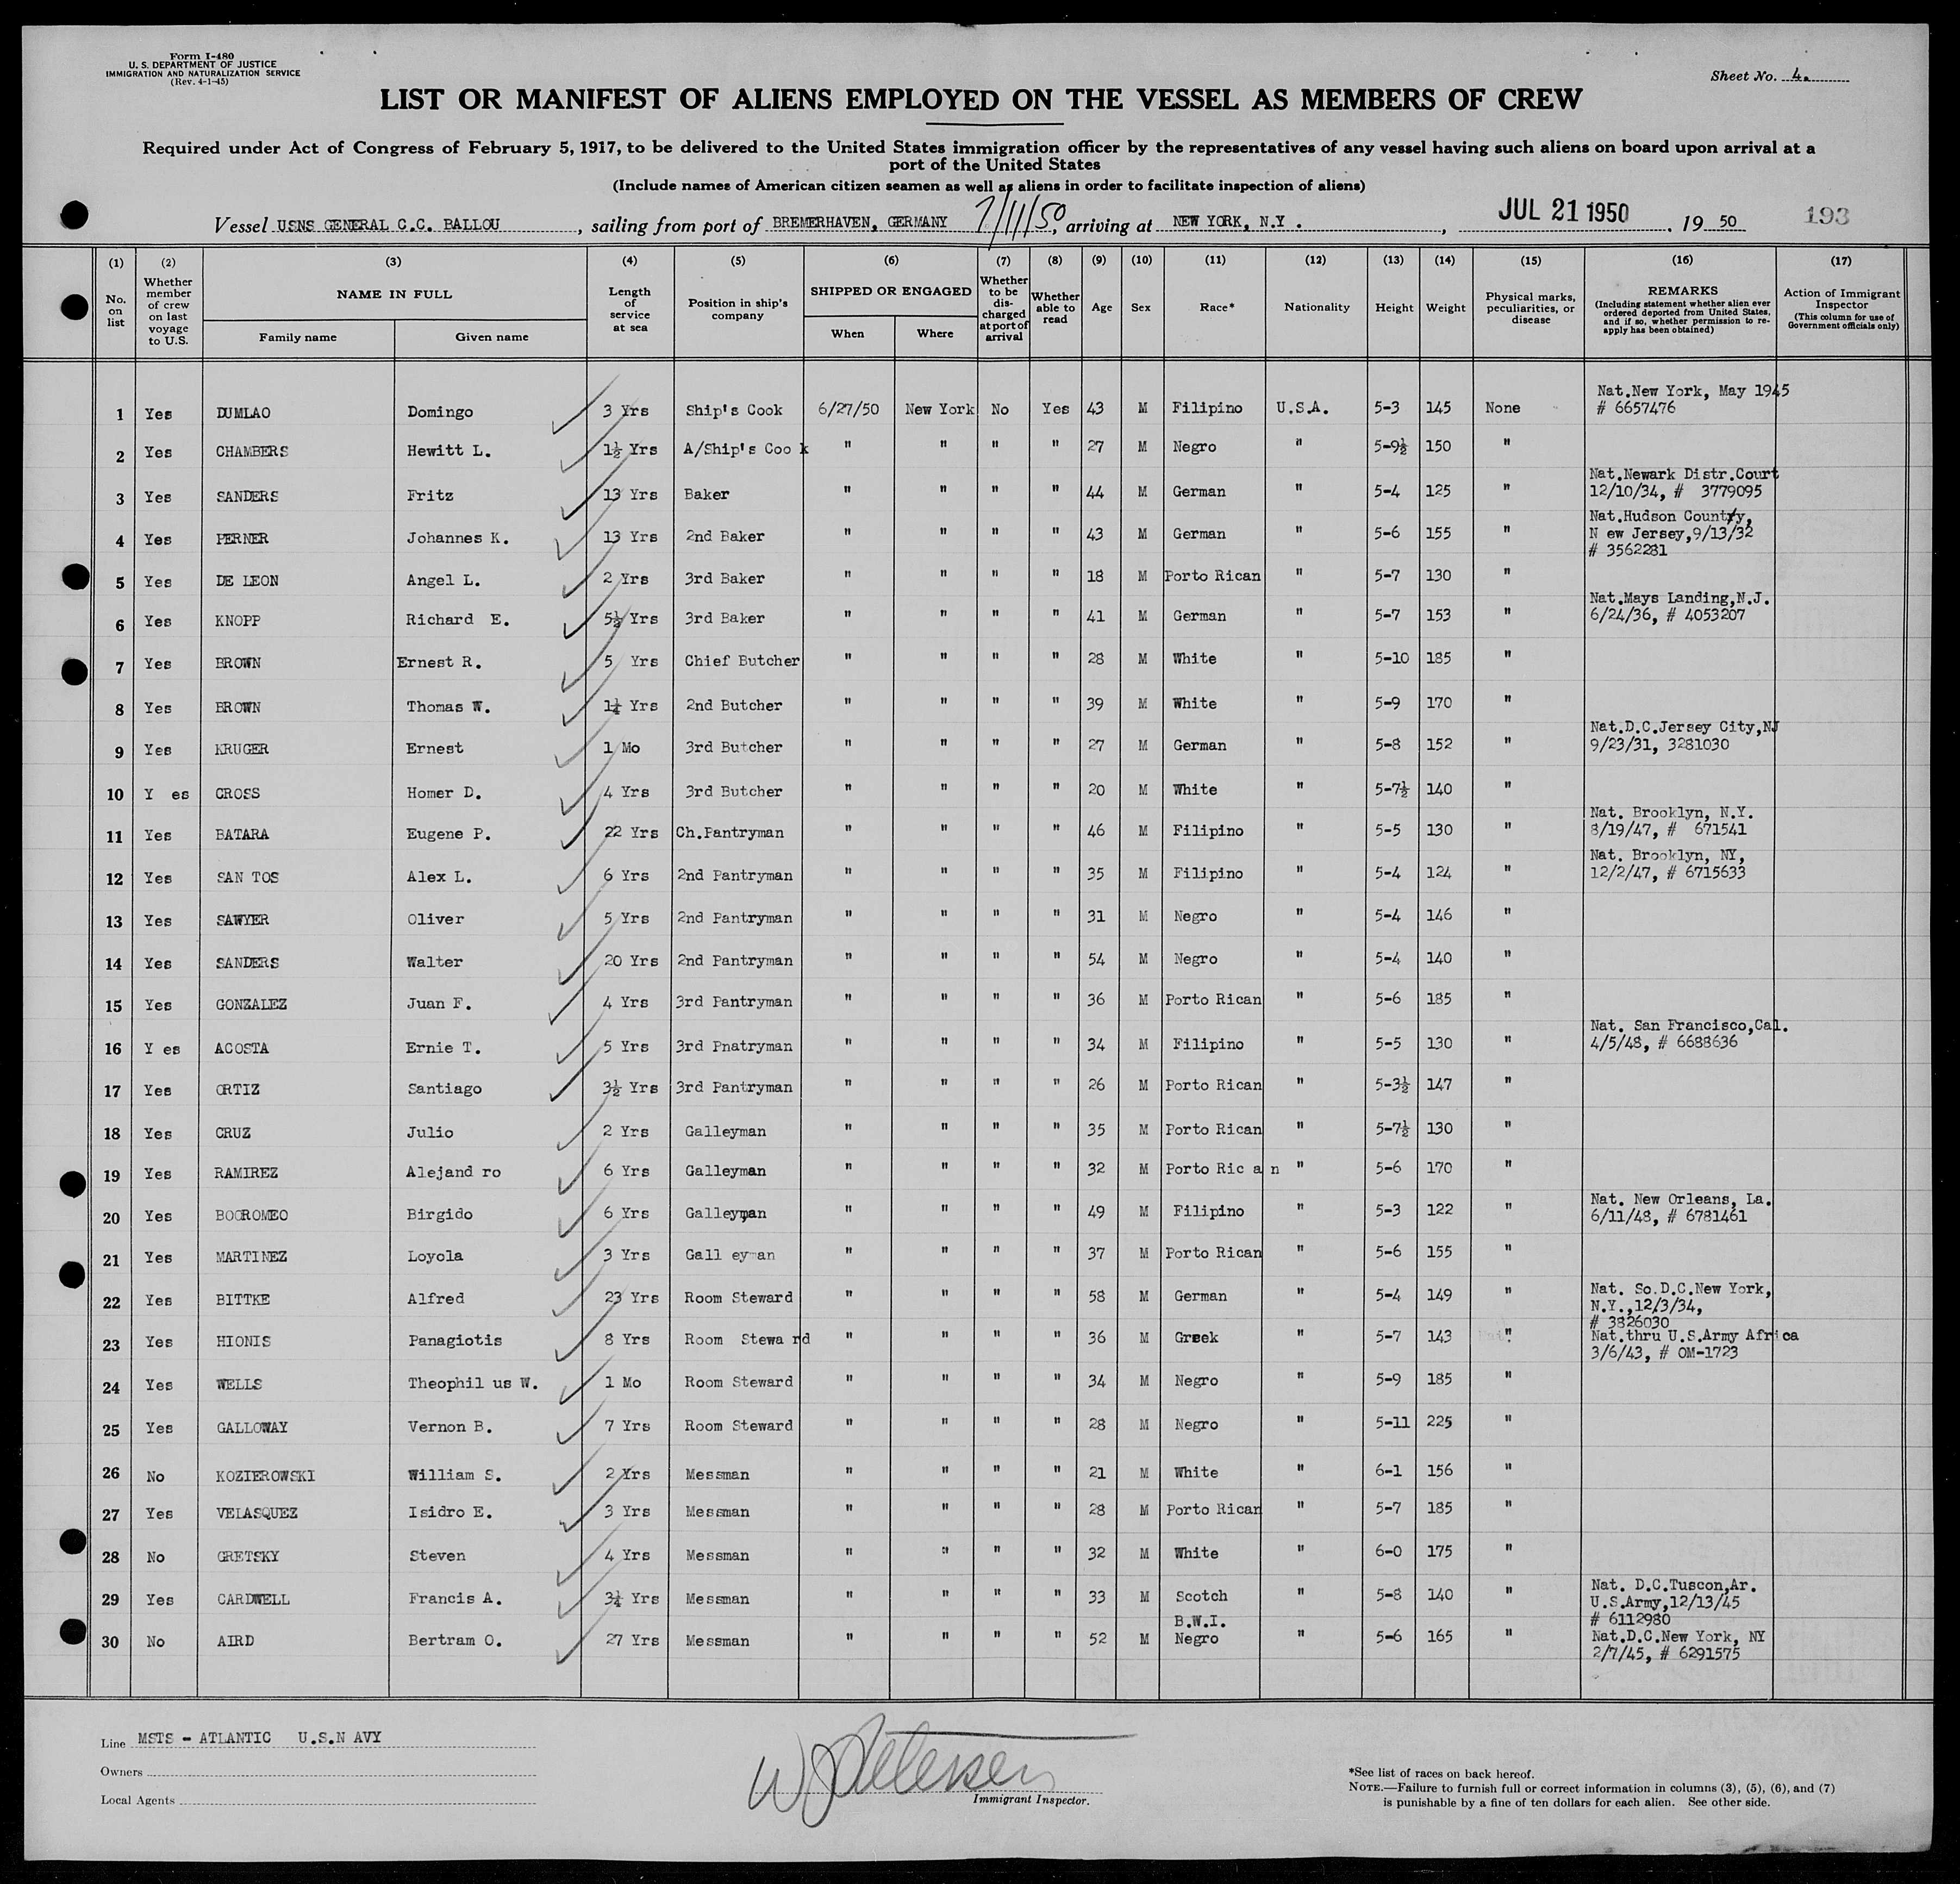 Form I-480
U. S. DEPARTMENT OF JUSTICE
IMMIGRATION AND NATURALIZATION SERVICE
(Rev. 4-1-45)
Sheet No. 4.
LIST OR MANIFEST OF ALIENS EMPLOYED ON THE VESSEL AS MEMBERS OF CREW
Required under Act of Congress of February 5, 1917, to be delivered to the United States immigration officer by the representatives of any vessel having such aliens on board upon arrival at a
port of the United States
(Include names of American citizen seamen as well as aliens in order to facilitate inspection of aliens)
Vessel USNS GENERAL C.C. BALLOU, sailing from port of BREMERHAVEN, GERMANY 7/11/50, arriving at NEW YORK, N.Y., JUL 21 1950, 19 50 193
(1) (2) (3) (4) (5) (6) (7) (8) (9) (10) (11) (12) (13) (14) (15) (16) (17)
No. on list
Whether member of crew on last voyage to U.S.
NAME IN FULL
Family name Given name
Length of service at sea
Position in ship's company
SHIPPED OR ENGAGED
When Where
Whether to be discharged at port of arrival
Whether able to read
Age Sex Race* Nationality Height Weight
Physical marks, peculiarities, or disease
REMARKS
(Including statement whether alien ever ordered deported from United States, and if so, whether permission to re-apply has been obtained)
Action of Immigrant Inspector
(This column for use of Government officials only)
Nat.New York, May 1945
1 Yes DUMLAO Domingo 3 Yrs Ship's Cook 6/27/50 New York No Yes 43 M Filipino U.S.A. 5-3 145 None # 6657476
2 Yes CHAMBERS Hewitt L. 1½ Yrs A/Ship's Coo k " " " " 27 M Negro " 5-9½ 150 "
Nat.Newark Distr.Court
3 Yes SANDERS Fritz 13 Yrs Baker " " " " 44 M German " 5-4 125 " 12/10/34, # 3779095
Nat.Hudson County,
4 Yes PERNER Johannes K. 13 Yrs 2nd Baker " " " " 43 M German " 5-6 155 " N ew Jersey,9/13/32
# 3562281
5 Yes DE LEON Angel L. 2 Yrs 3rd Baker " " " " 18 M Porto Rican " 5-7 130 "
Nat.Mays Landing,N.J.
6 Yes KNOPP Richard E. 5½ Yrs 3rd Baker " " " " 41 M German " 5-7 153 " 6/24/36, # 4053207
7 Yes BROWN Ernest R. 5 Yrs Chief Butcher " " " " 28 M White " 5-10 185 "
8 Yes BROWN Thomas W. 1¼ Yrs 2nd Butcher " " " " 39 M White " 5-9 170 "
Nat.D.C.Jersey City,NJ
9 Yes KRUGER Ernest 1 Mo 3rd Butcher " " " " 27 M German " 5-8 152 " 9/23/31, 3281030
10 Y es CROSS Homer D. 4 Yrs 3rd Butcher " " " " 20 M White " 5-7½ 140 "
Nat. Brooklyn, N.Y.
11 Yes BATARA Eugene P. 22 Yrs Ch.Pantryman " " " " 46 M Filipino " 5-5 130 " 8/19/47, # 671541
Nat. Brooklyn, NY,
12 Yes SAN TOS Alex L. 6 Yrs 2nd Pantryman " " " " 35 M Filipino " 5-4 124 " 12/2/47, # 6715633
13 Yes SAWYER Oliver 5 Yrs 2nd Pantryman " " " " 31 M Negro " 5-4 146 "
14 Yes SANDERS Walter 20 Yrs 2nd Pantryman " " " " 54 M Negro " 5-4 140 "
15 Yes GONZALEZ Juan F. 4 Yrs 3rd Pantryman " " " " 36 M Porto Rican " 5-6 185 "
Nat. San Francisco,Cal.
16 Y es ACOSTA Ernie T. 5 Yrs 3rd Pnatryman " " " " 34 M Filipino " 5-5 130 " 4/5/48, # 6688636
17 Yes ORTIZ Santiago 3½ Yrs 3rd Pantryman " " " " 26 M Porto Rican " 5-3½ 147 "
18 Yes CRUZ Julio 2 Yrs Galleyman " " " " 35 M Porto Rican " 5-7½ 130 "
19 Yes RAMIREZ Alejand ro 6 Yrs Galleyman " " " " 32 M Porto Ric a n " 5-6 170 "
Nat. New Orleans, La.
20 Yes BOOROMEO Birgido 6 Yrs Galleyman " " " " 49 M Filipino " 5-3 122 " 6/11/48, # 6781461
21 Yes MARTINEZ Loyola 3 Yrs Gall eyman " " " " 37 M Porto Rican " 5-6 155 "
22 Yes BITTKE Alfred 23 Yrs Room Steward " " " " 58 M German " 5-4 149 " Nat. So.D.C.New York,
N.Y.,12/3/34,
# 3826030
23 Yes HIONIS Panagiotis 8 Yrs Room Stewa rd " " " " 36 M Greek " 5-7 143 " Nat.thru U.S.Army Africa
3/6/43, # OM-1723
24 Yes WELLS Theophil us W. 1 Mo Room Steward " " " " 34 M Negro " 5-9 185 "
25 Yes GALLOWAY Vernon B. 7 Yrs Room Steward " " " " 28 M Negro " 5-11 225 "
26 No KOZIEROWSKI William S. 2 Yrs Messman " " " " 21 M White " 6-1 156 "
27 Yes VELASQUEZ Isidro E. 3 Yrs Messman " " " " 28 M Porto Rican " 5-7 185 "
28 No GRETSKY Steven 4 Yrs Messman " " " " 32 M White " 6-0 175 "
Nat. D.C.Tuscon,Ar.
29 Yes CARDWELL Francis A. 3¼ Yrs Messman " " " " 33 M Scotch " 5-8 140 " U.S.Army,12/13/45
B.W.I. # 6112980
30 No AIRD Bertram O. 27 Yrs Messman " " " " 52 M Negro " 5-6 165 " Nat.D.C.New York, NY
2/7/45, # 6291575
Line MSTS - ATLANTIC U.S.N AVY
Owners
Local Agents
W Petersen
Immigrant Inspector.
*See list of races on back hereof.
NOTE.—Failure to furnish full or correct information in columns (3), (5), (6), and (7)
is punishable by a fine of ten dollars for each alien. See other side.